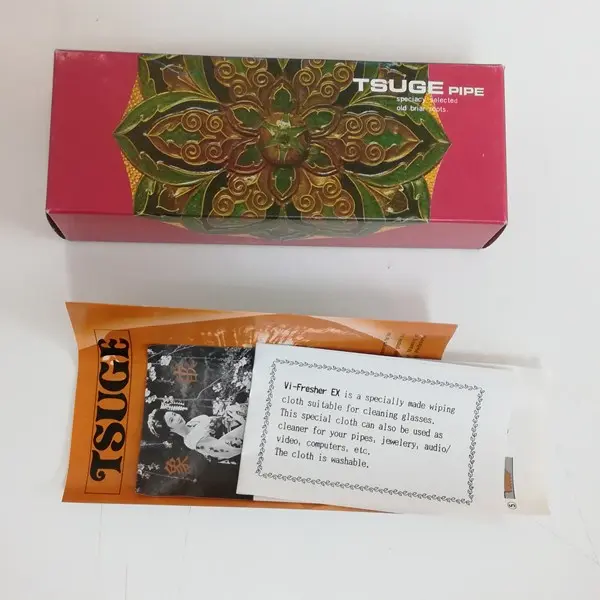 TSUGE PIPE
specialy selected
old briar roots.
TSUGE
Vi-Fresher EX is a specially made wiping
cloth suitable for cleaning glasses.
This special cloth can also be used as
cleaner for your pipes, jewelery, audio/
video, computers, etc.
The cloth is washable.